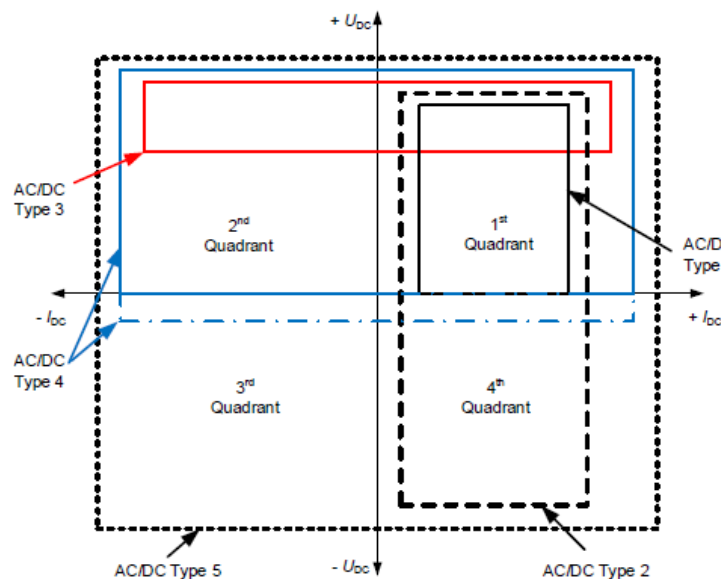 + UDC
AC/DC
Type 3
2nd
Quadrant
1st
Quadrant
AC/D
Type
- IDC
+ IDC
AC/DC
Type 4
3rd
Quadrant
4th
Quadrant
AC/DC Type 5
- UDC
AC/DC Type 2